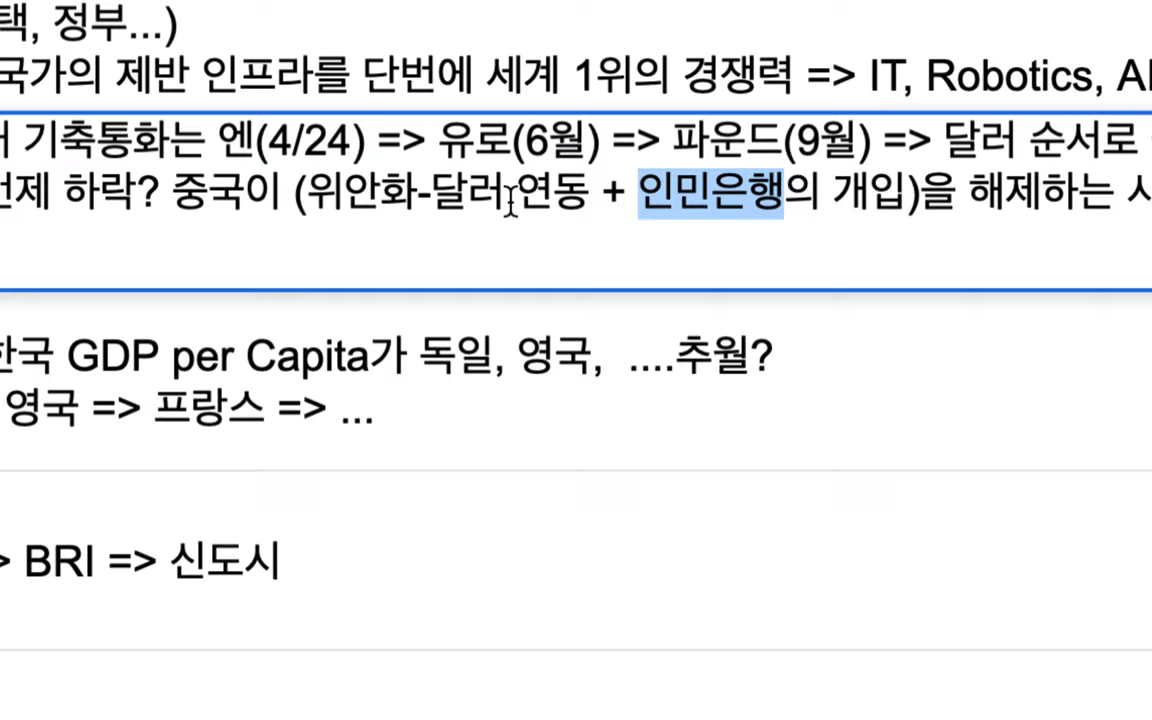 택, 정부...)
국가의 제반 인프라를 단번에 세계 1위의 경쟁력 => IT, Robotics,
기축통화는 엔(4/24) => 유로(6월) => 파운드(9월) => 달러 순서로
하락? 중국이 (위안화-달러 연동 + 인민은행의 개입)을 해제하는
한국 GDP per Capita가 독일, 영국, ....추월?
영국 => 프랑스 => ...
> BRI => 신도시